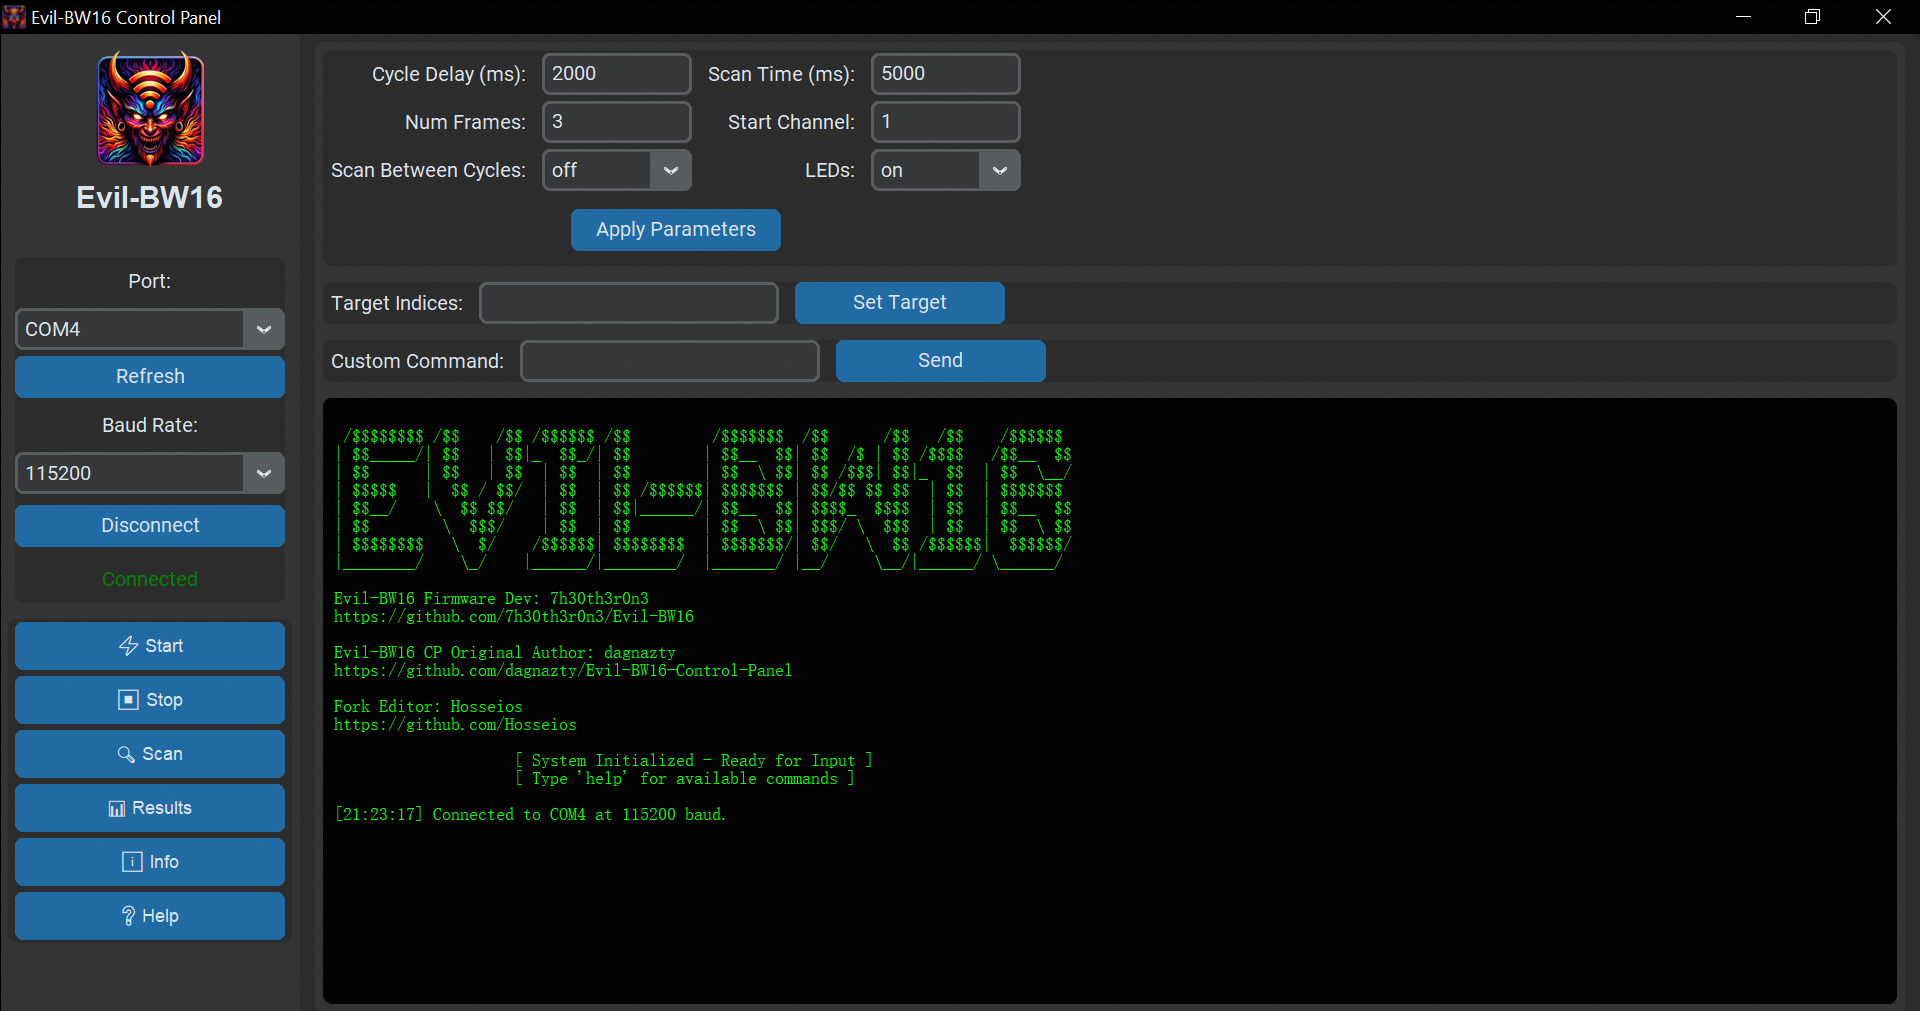 Evil-BW16 Control Panel
Evil-BW16
Port:
COM4
Refresh
Baud Rate:
115200
Disconnect
Connected
Start
Stop
Scan
Results
Info
Help
Cycle Delay (ms): 2000 Scan Time (ms): 5000
Num Frames: 3 Start Channel: 1
Scan Between Cycles: off LEDs: on
Apply Parameters
Target Indices: Set Target
Custom Command: Send
EVIL-BW16
Evil-BW16 Firmware Dev: 7h30th3r0n3
https://github.com/7h30th3r0n3/Evil-BW16
Evil-BW16 CP Original Author: dagnazty
https://github.com/dagnazty/Evil-BW16-Control-Panel
Fork Editor: Hosseios
https://github.com/Hosseios
[ System Initialized - Ready for Input ]
[ Type 'help' for available commands ]
[21:23:17] Connected to COM4 at 115200 baud.